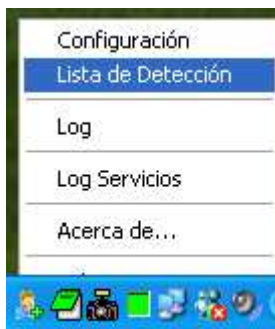 Configuración
Lista de Detección
Log
Log Servicios
Acerca de...